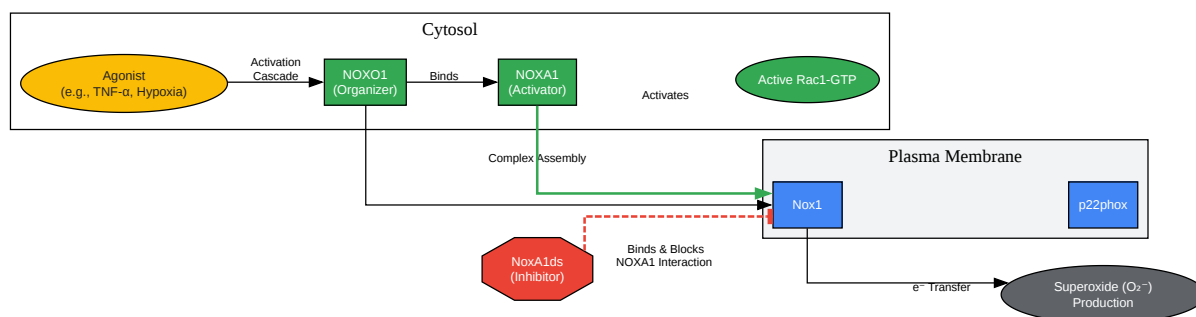 Cytosol
Agonist
(e.g., TNF-α, Hypoxia)
Activation
Cascade
NOXO1
(Organizer)
Binds
NOXA1
(Activator)
Activates
Active Rac1-GTP
Complex Assembly
Plasma Membrane
Nox1
p22phox
NoxA1ds
(Inhibitor)
Binds & Blocks
NOXA1 Interaction
e⁻ Transfer
Superoxide (O₂⁻)
Production